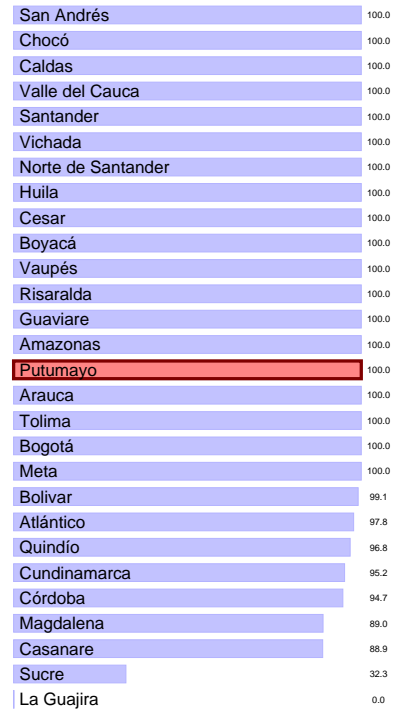 San Andrés 100.0
Chocó 100.0
Caldas 100.0
Valle del Cauca 100.0
Santander 100.0
Vichada 100.0
Norte de Santander 100.0
Huila 100.0
Cesar 100.0
Boyacá 100.0
Vaupés 100.0
Risaralda 100.0
Guaviare 100.0
Amazonas 100.0
Putumayo 100.0
Arauca 100.0
Tolima 100.0
Bogotá 100.0
Meta 100.0
Bolivar 99.1
Atlántico 97.8
Quindío 96.8
Cundinamarca 95.2
Córdoba 94.7
Magdalena 89.0
Casanare 88.9
Sucre 32.3
La Guajira 0.0